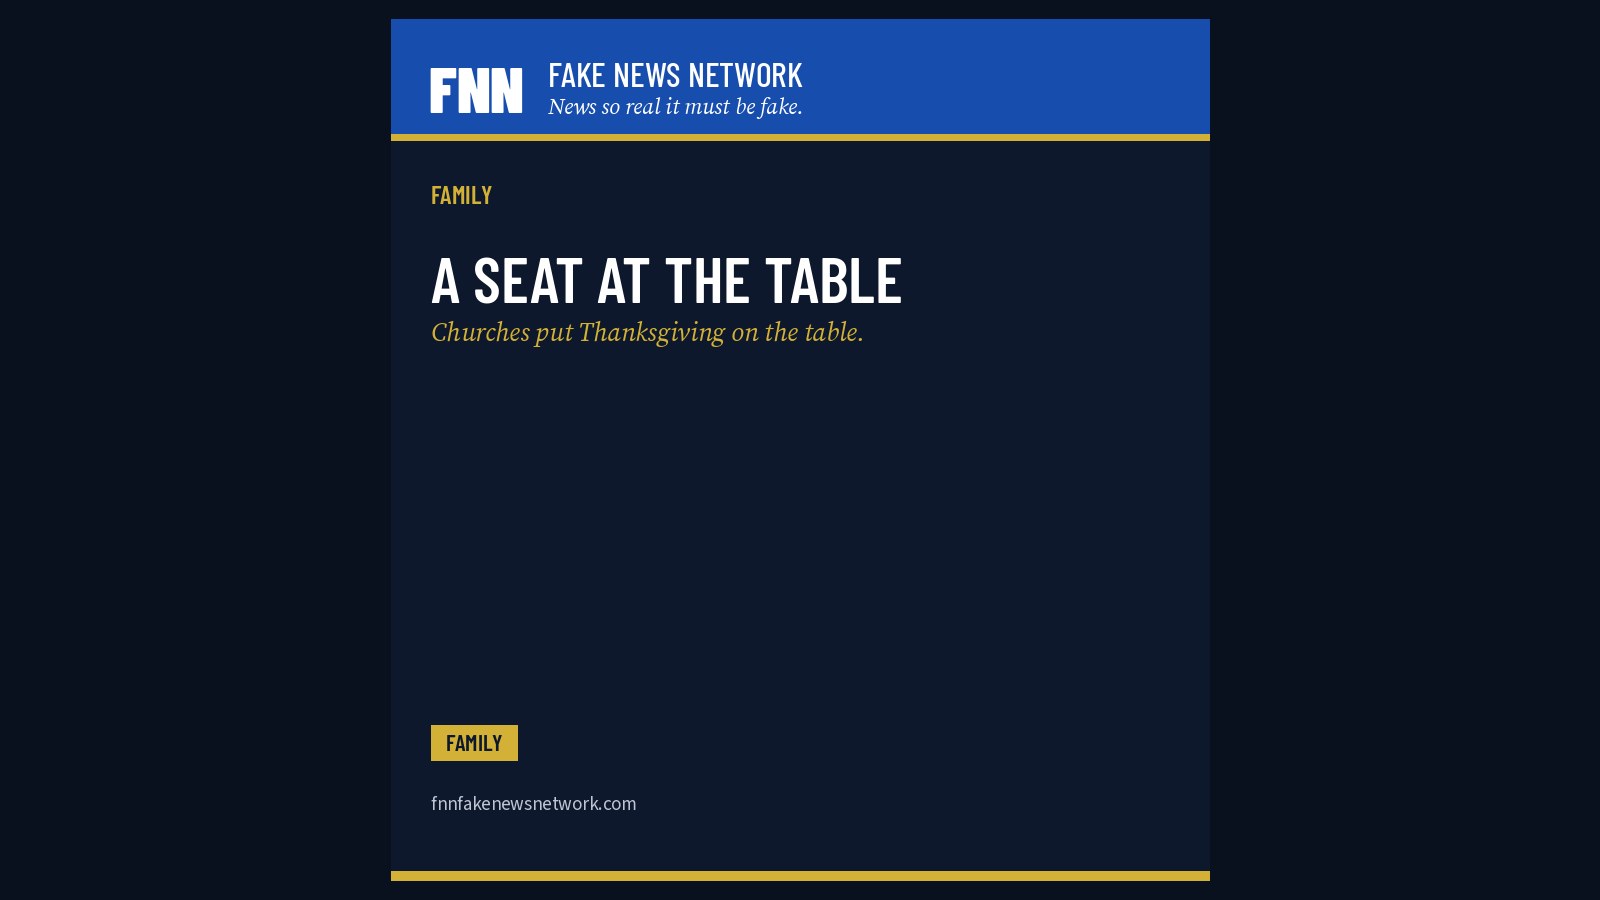 FNN
FAKE NEWS NETWORK
News so real it must be fake.
FAMILY
A SEAT AT THE TABLE
Churches put Thanksgiving on the table.
FAMILY
fnnfakenewsnetwork.com